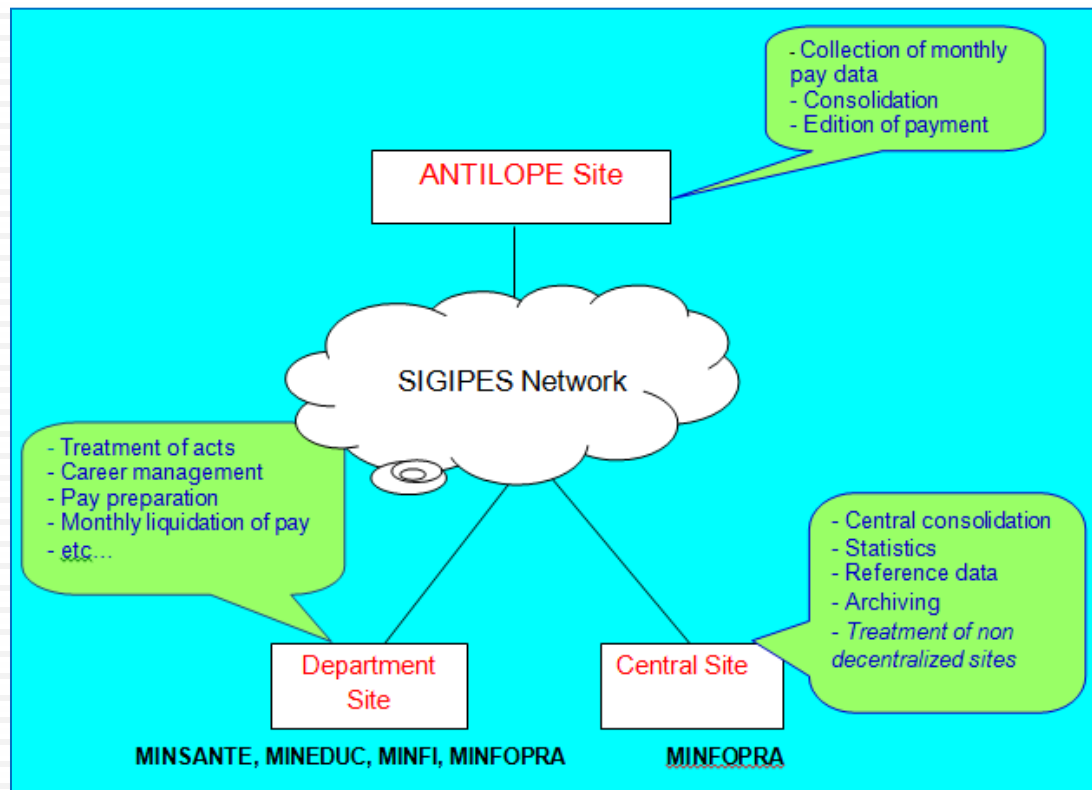 - Collection of monthly
pay data
- Consolidation
- Edition of payment
ANTILOPE Site
SIGIPES Network
- Treatment of acts
- Career management
- Pay preparation
- Monthly liquidation of pay
- etc...
- Central consolidation
- Statistics
- Reference data
- Archiving
- Treatment of non
decentralized sites
Department
Site
Central Site
MINSANTE, MINEDUC, MINFI, MINFOPRA
MINFOPRA